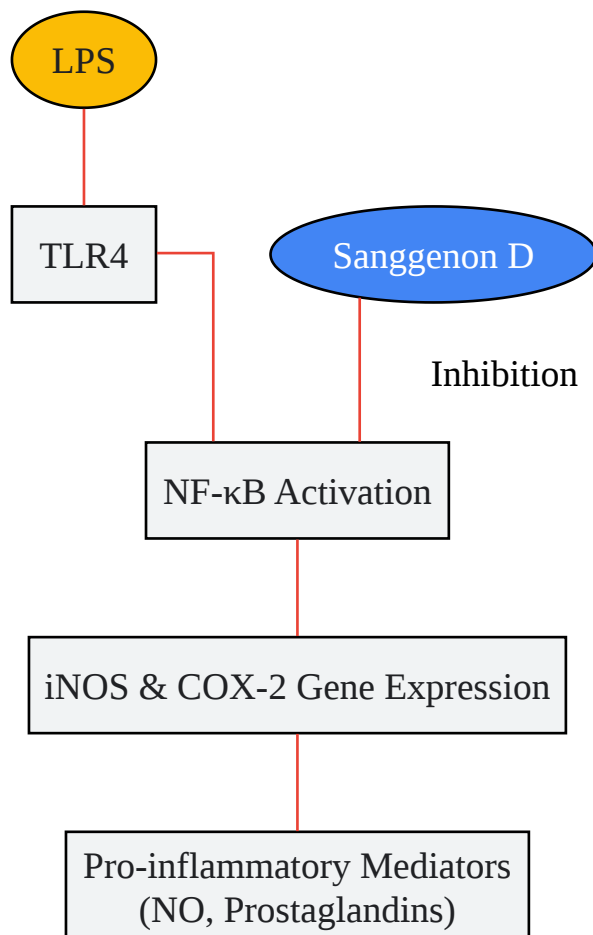 LPS
TLR4
Sanggenon D
Inhibition
NF-κB Activation
iNOS & COX-2 Gene Expression
Pro-inflammatory Mediators
(NO, Prostaglandins)